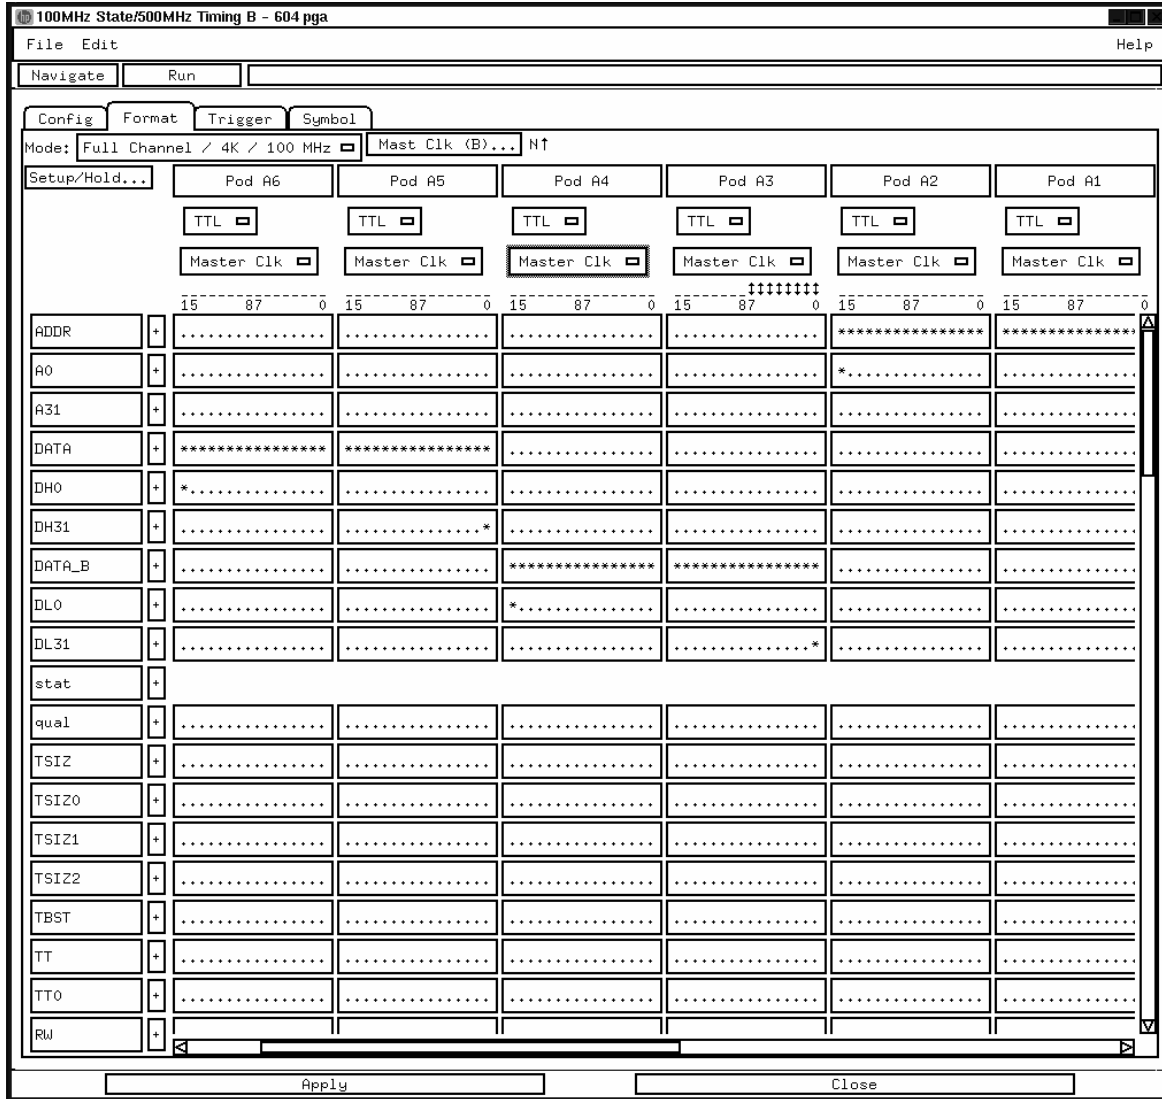 hp 100MHz State/500MHz Timing B - 604 pga
File Edit Help
Navigate Run
Config Format Trigger Symbol
Mode: Full Channel / 4K / 100 MHz Mast Clk (B)... N↑
Setup/Hold... Pod A6 Pod A5 Pod A4 Pod A3 Pod A2 Pod A1
TTL TTL TTL TTL TTL TTL
Master Clk Master Clk Master Clk Master Clk Master Clk Master Clk
↕↕↕↕↕↕↕↕
15 87 0 15 87 0 15 87 0 15 87 0 15 87 0 15 87 0
ADDR + ................ ................ ................ ................ **************** ****************
A0 + ................ ................ ................ ................ *............... ................
A31 + ................ ................ ................ ................ ................ ................
DATA + **************** **************** ................ ................ ................ ................
DH0 + *............... ................ ................ ................ ................ ................
DH31 + ................ ...............* ................ ................ ................ ................
DATA_B + ................ ................ **************** **************** ................ ................
DL0 + ................ ................ *............... ................ ................ ................
DL31 + ................ ................ ................ ...............* ................ ................
stat +
qual + ................ ................ ................ ................ ................ ................
TSIZ + ................ ................ ................ ................ ................ ................
TSIZ0 + ................ ................ ................ ................ ................ ................
TSIZ1 + ................ ................ ................ ................ ................ ................
TSIZ2 + ................ ................ ................ ................ ................ ................
TBST + ................ ................ ................ ................ ................ ................
TT + ................ ................ ................ ................ ................ ................
TT0 + ................ ................ ................ ................ ................ ................
RW +
Apply Close